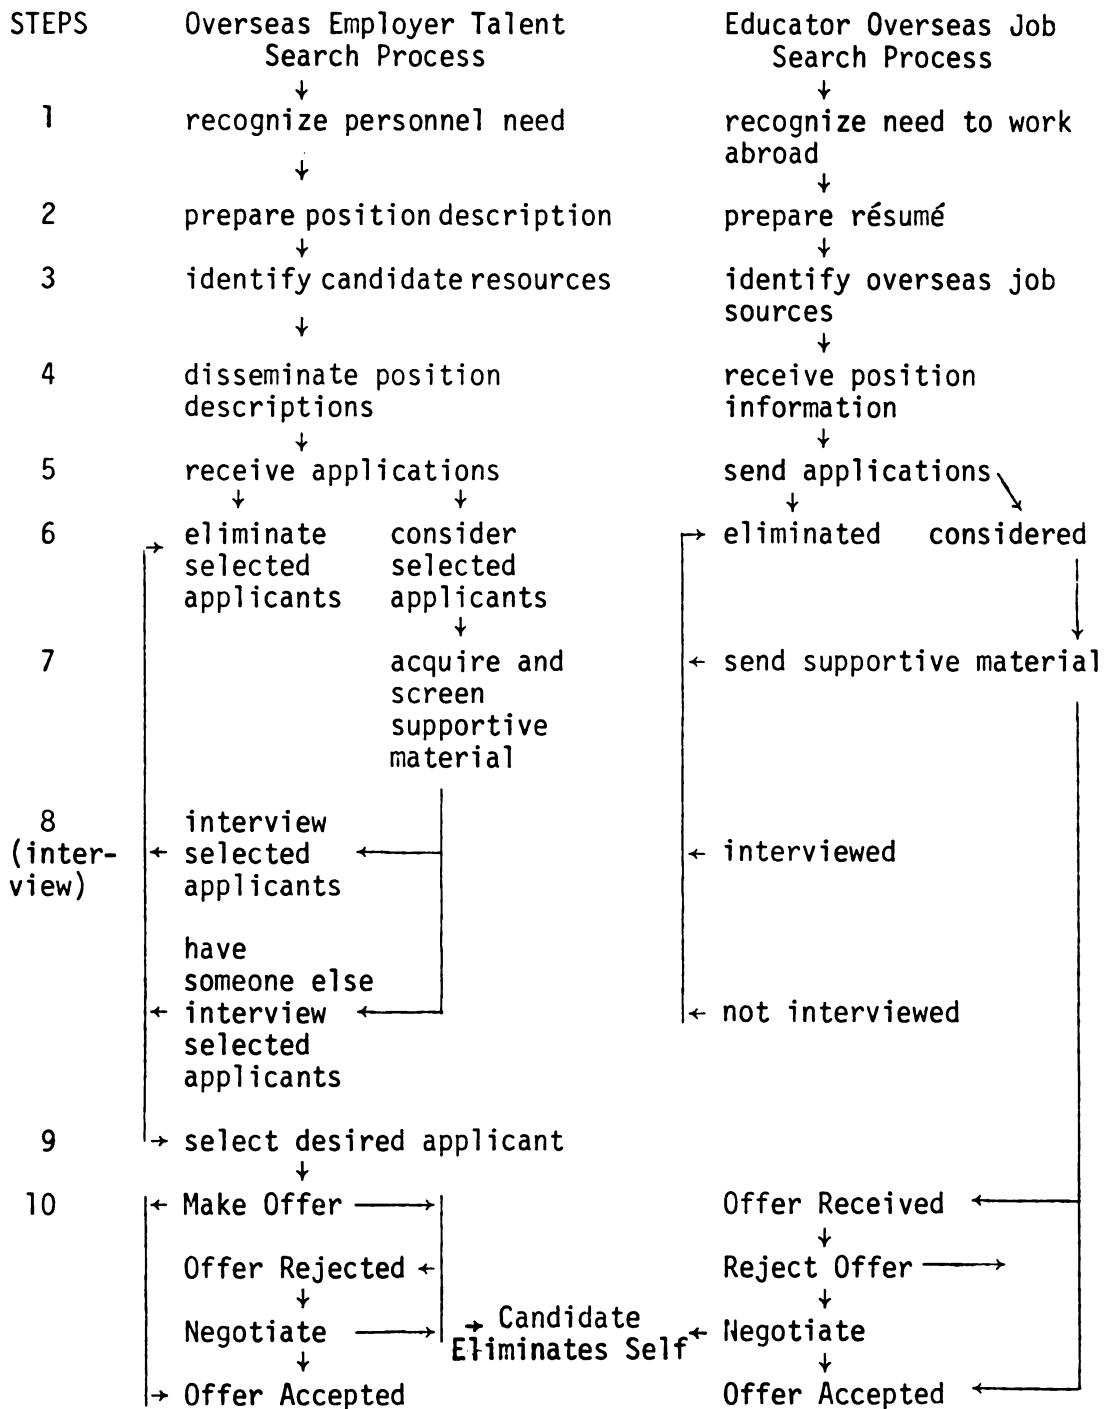 STEPS Overseas Employer Talent Educator Overseas Job
Search Process Search Process
1 recognize personnel need recognize need to work
abroad
2 prepare position description prepare résumé
3 identify candidate resources identify overseas job
sources
4 disseminate position receive position
descriptions information
5 receive applications send applications
6 eliminate consider eliminated considered
selected selected
applicants applicants
7 acquire and send supportive material
screen
supportive
material
8 interview
(inter- selected interviewed
view) applicants
have
someone else
interview not interviewed
selected
applicants
9 select desired applicant
10 Make Offer Offer Received
Offer Rejected Reject Offer
Candidate
Negotiate Negotiate
Eliminates Self
Offer Accepted Offer Accepted